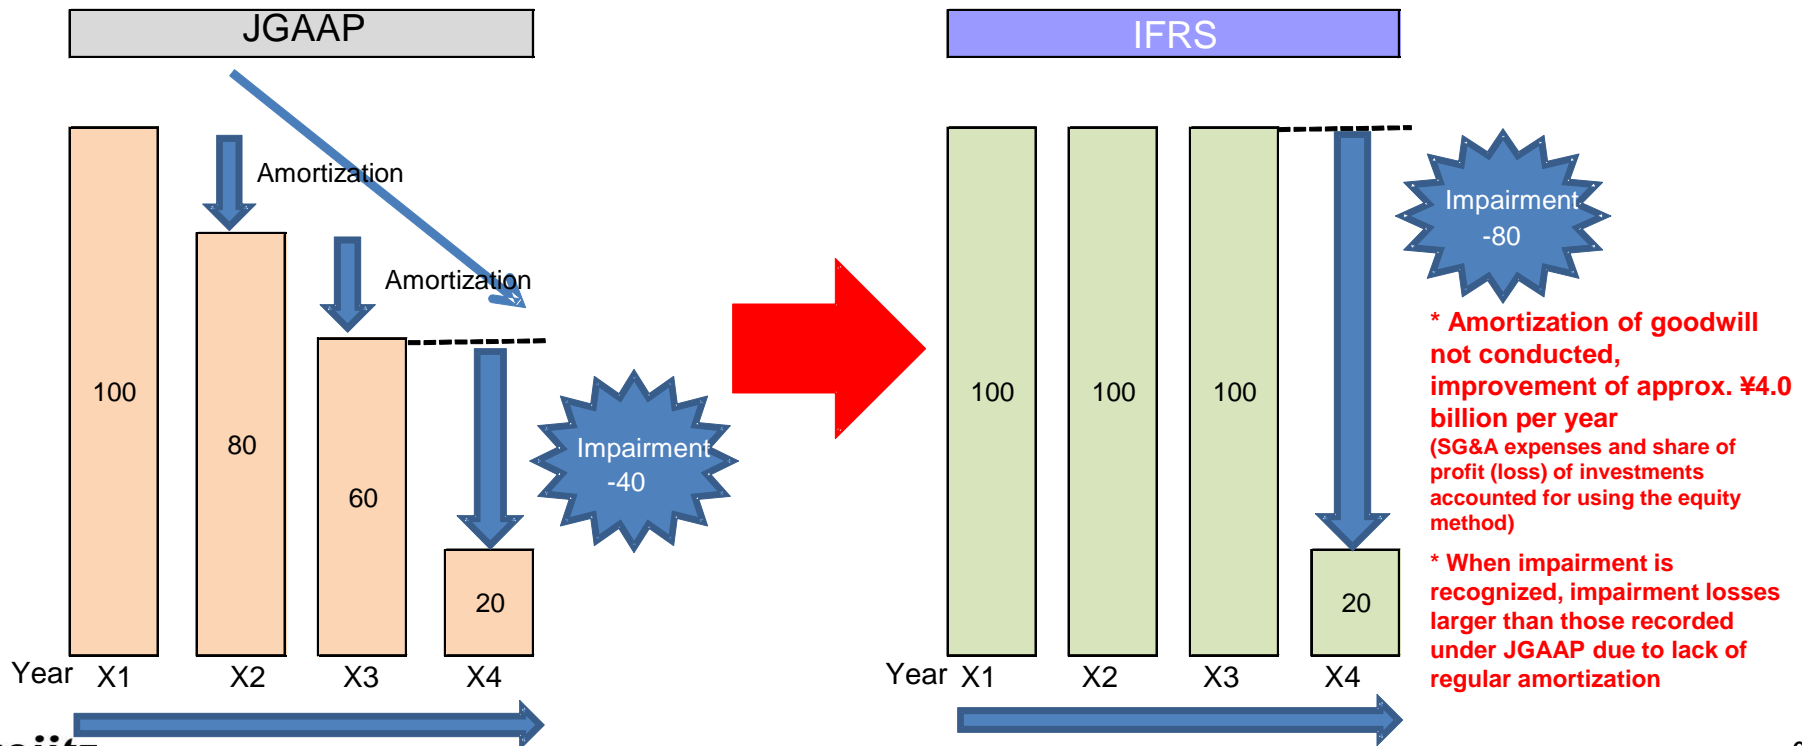 JGAAP
Amortization
Amortization
100
80
60
20
Impairment
-40
Year X1 X2 X3 X4
IFRS
100
100
100
20
Impairment
-80
* Amortization of goodwill
not conducted,
improvement of approx. ¥4.0
billion per year
(SG&A expenses and share of
profit (loss) of investments
accounted for using the equity
method)
* When impairment is
recognized, impairment losses
larger than those recorded
under JGAAP due to lack of
regular amortization
Year X1 X2 X3 X4